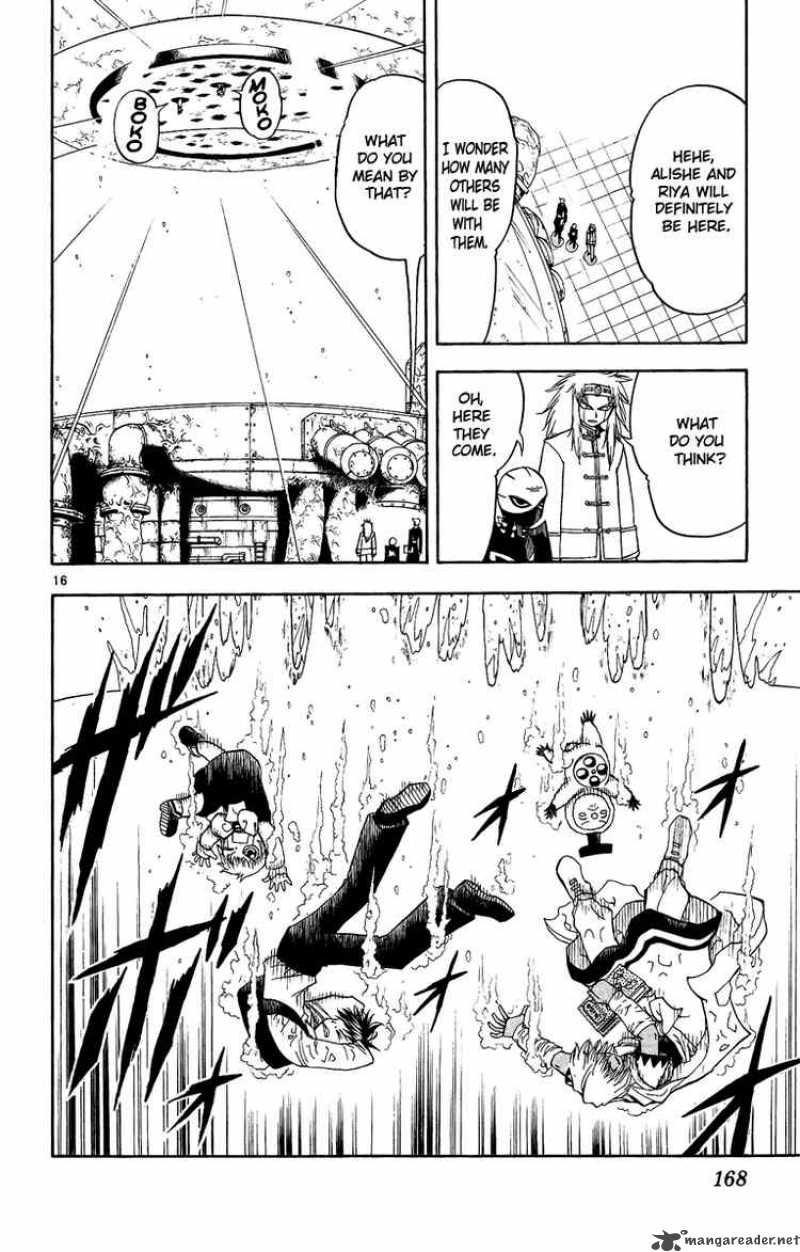 HEHE,
ALISHE AND
RIYA WILL
DEFINITELY
BE HERE.
I WONDER
HOW MANY
OTHERS
WILL BE
WITH
THEM.
WHAT
DO YOU
THINK?
OH,
HERE
THEY
COME.
WHAT
DO YOU
MEAN BY
THAT?
MOKO
BOKO
16
168
mangareader.net